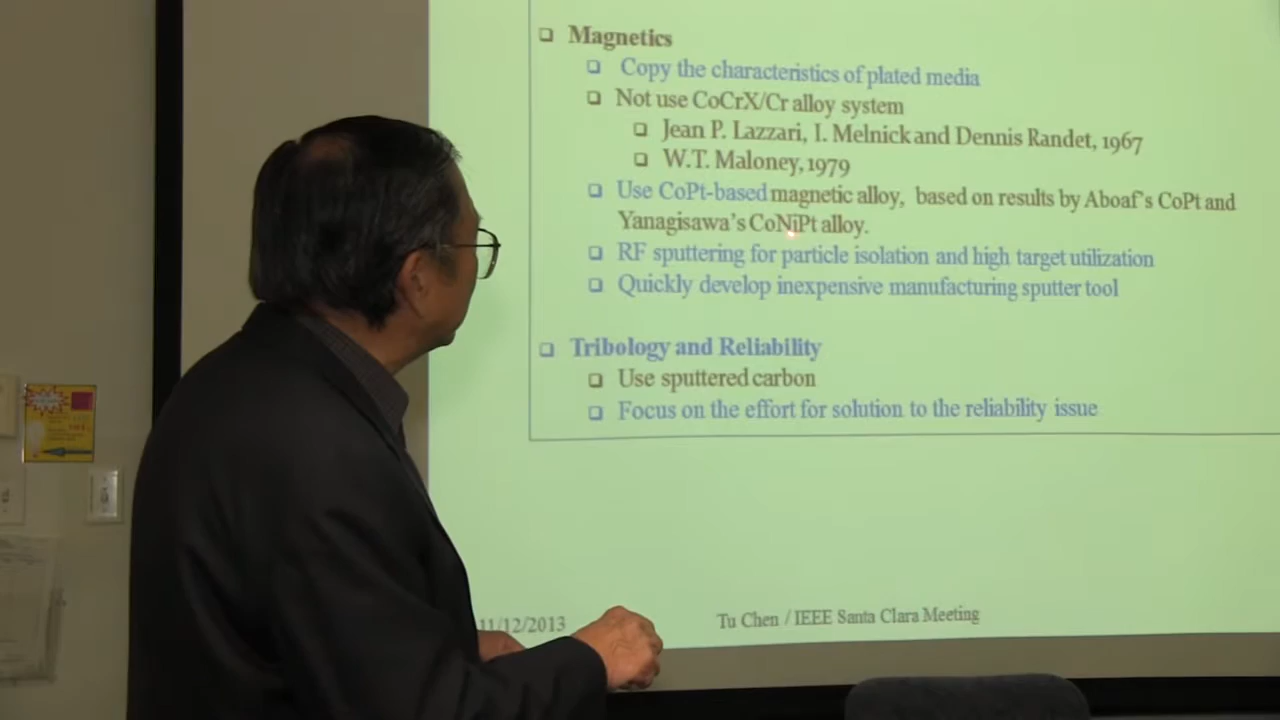 Magnetics
Copy the characteristics of plated media
Not use CoCrX/Cr alloy system
Jean P. Lazzari, I. Melnick and Dennis Randet, 1967
W.T. Maloney, 1979
Use CoPt-based magnetic alloy, based on results by Aboaf's CoPt and
Yanagisawa's CoNiPt alloy.
RF sputtering for particle isolation and high target utilization
Quickly develop inexpensive manufacturing sputter tool
Tribology and Reliability
Use sputtered carbon
Focus on the effort for solution to the reliability issue
11/12/2013
Tu Chen / IEEE Santa Clara Meeting